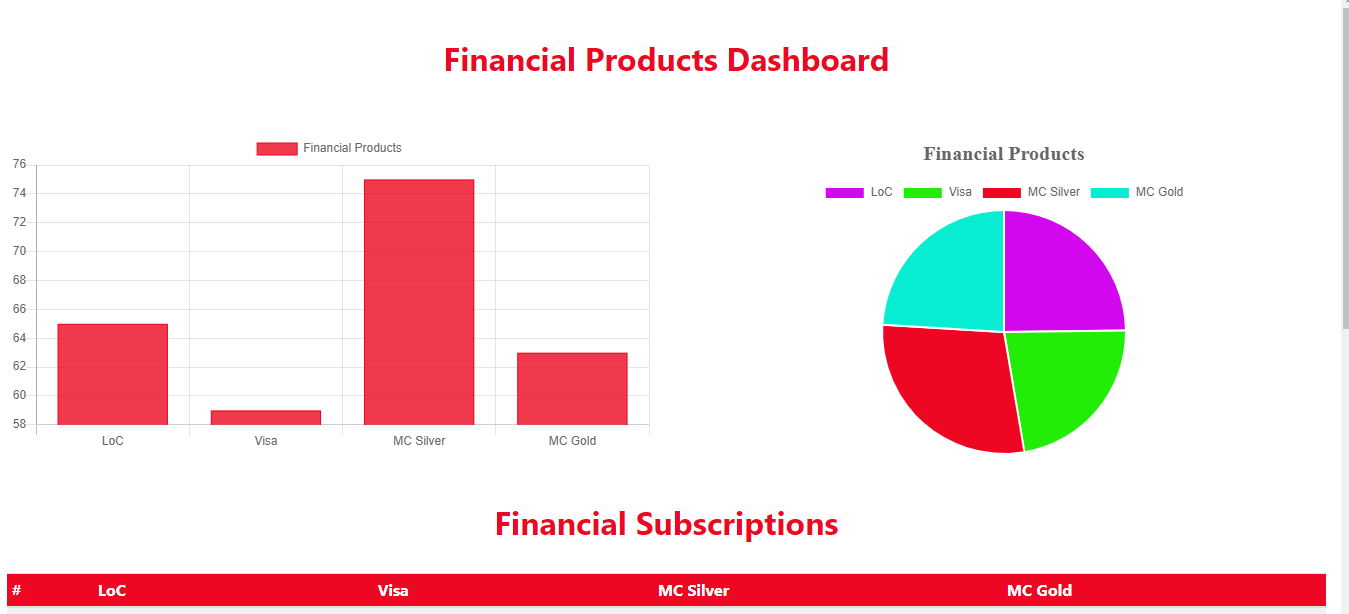 Financial Products Dashboard
Financial Products
76
74
72
70
68
66
64
62
60
58
LoC Visa MC Silver MC Gold
Financial Products
LoC Visa MC Silver MC Gold
Financial Subscriptions
# LoC Visa MC Silver MC Gold